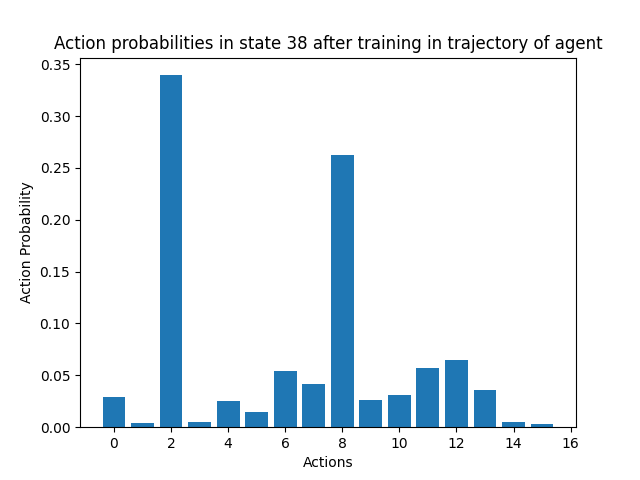 Action probabilities in state 38 after training in trajectory of agent
0.35
0.30
0.25
0.20
0.15
0.10
0.05
0.00
Action Probability
0 2 4 6 8 10 12 14 16
Actions